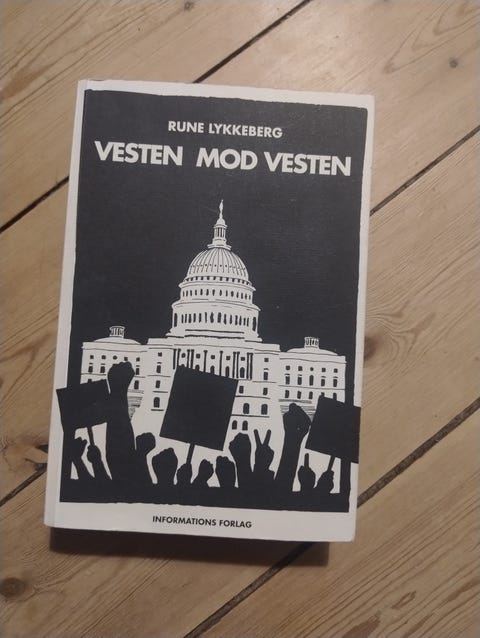 RUNE LYKKEBERG
VESTEN MOD VESTEN
INFORMATIONS FORLAG